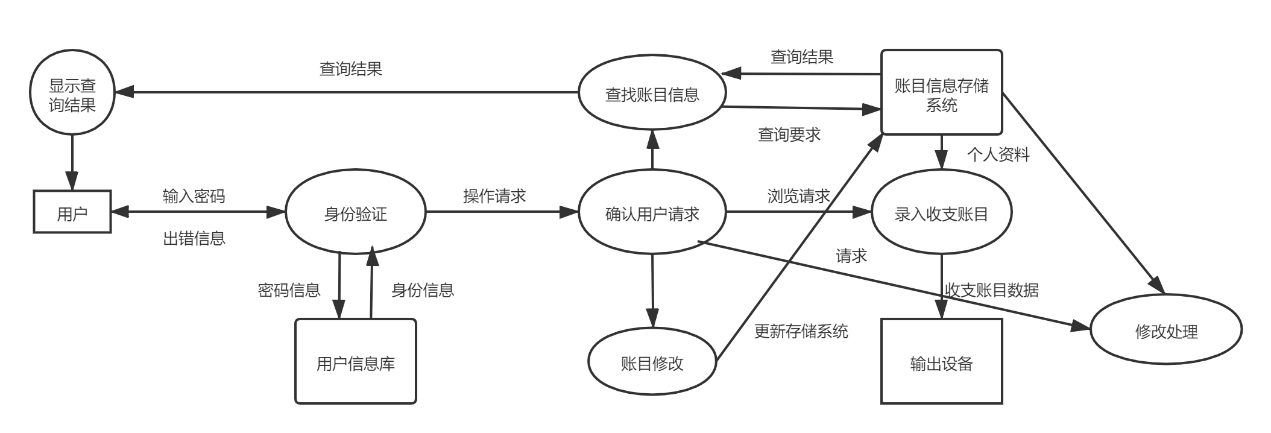 查询结果
查询结果
显示查
询结果
查找账目信息
账目信息存储
系统
查询要求
个人资料
输入密码
操作请求
浏览请求
用户
身份验证
确认用户请求
录入收支账目
出错信息
请求
密码信息
身份信息
收支账目数据
更新存储系统
修改处理
用户信息库
账目修改
输出设备